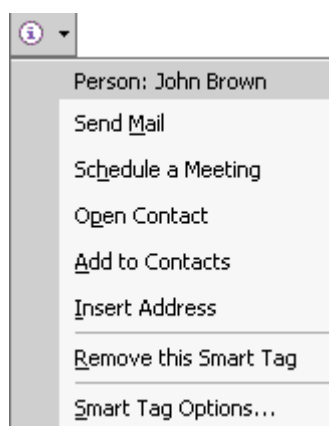 Person: John Brown
Send Mail
Schedule a Meeting
Open Contact
Add to Contacts
Insert Address
Remove this Smart Tag
Smart Tag Options...